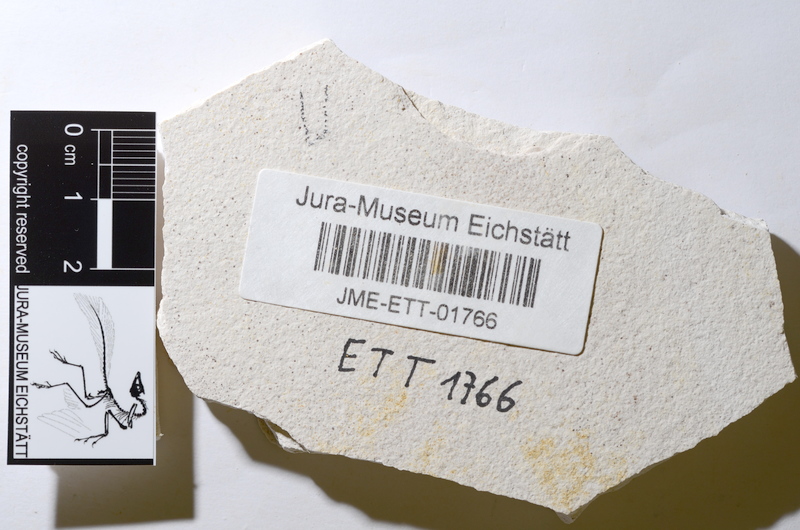 0
cm
1
2
copyright reserved
JURA-MUSEUM EICHSTÄTT
U
Jura-Museum Eichstätt
JME-ETT-01766
ETT 1766